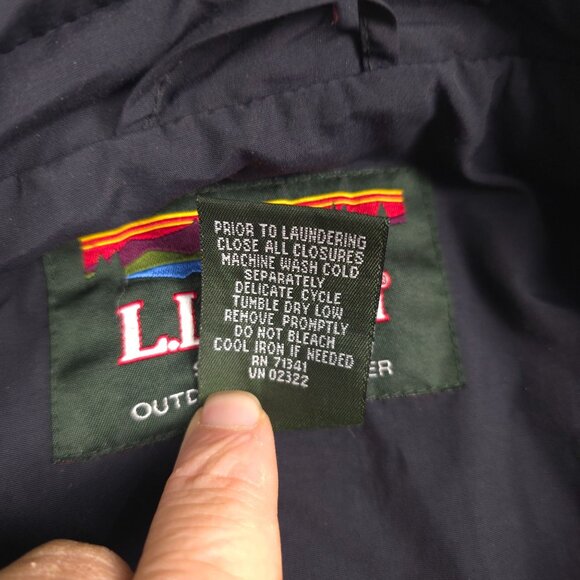 PRIOR TO LAUNDERING
CLOSE ALL CLOSURES
MACHINE WASH COLD
SEPARATELY
DELICATE CYCLE
TUMBLE DRY LOW
REMOVE PROMPTLY
DO NOT BLEACH
COOL IRON IF NEEDED
RN 71341
VN 02322
L.L
®